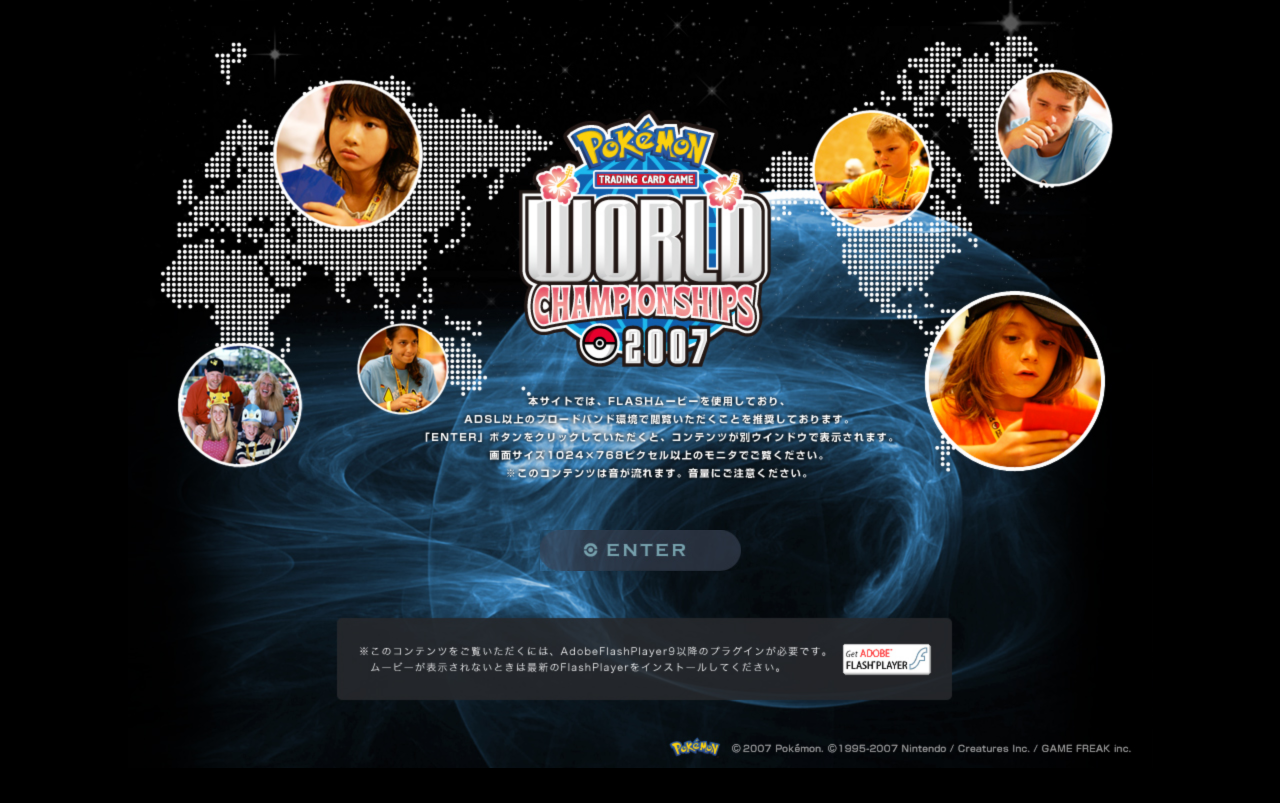 POKéMON
TRADING CARD GAME
WORLD
CHAMPIONSHIPS
2007
本サイトでは、FLASHムービーを使用しており、
ADSL以上のブロードバンド環境で閲覧いただくことを推奨しております。
「ENTER」ボタンをクリックしていただくと、コンテンツが別ウインドウで表示されます。
画面サイズ1024×768ピクセル以上のモニタでご覧ください。
※このコンテンツは音が流れます。音量にご注意ください。
ENTER
※このコンテンツをご覧いただくには、AdobeFlashPlayer9以降のプラグインが必要です。
ムービーが表示されないときは最新のFlashPlayerをインストールしてください。
Get ADOBE™
FLASH® PLAYER
POKéMON ©2007 Pokémon. ©1995-2007 Nintendo / Creatures Inc. / GAME FREAK inc.